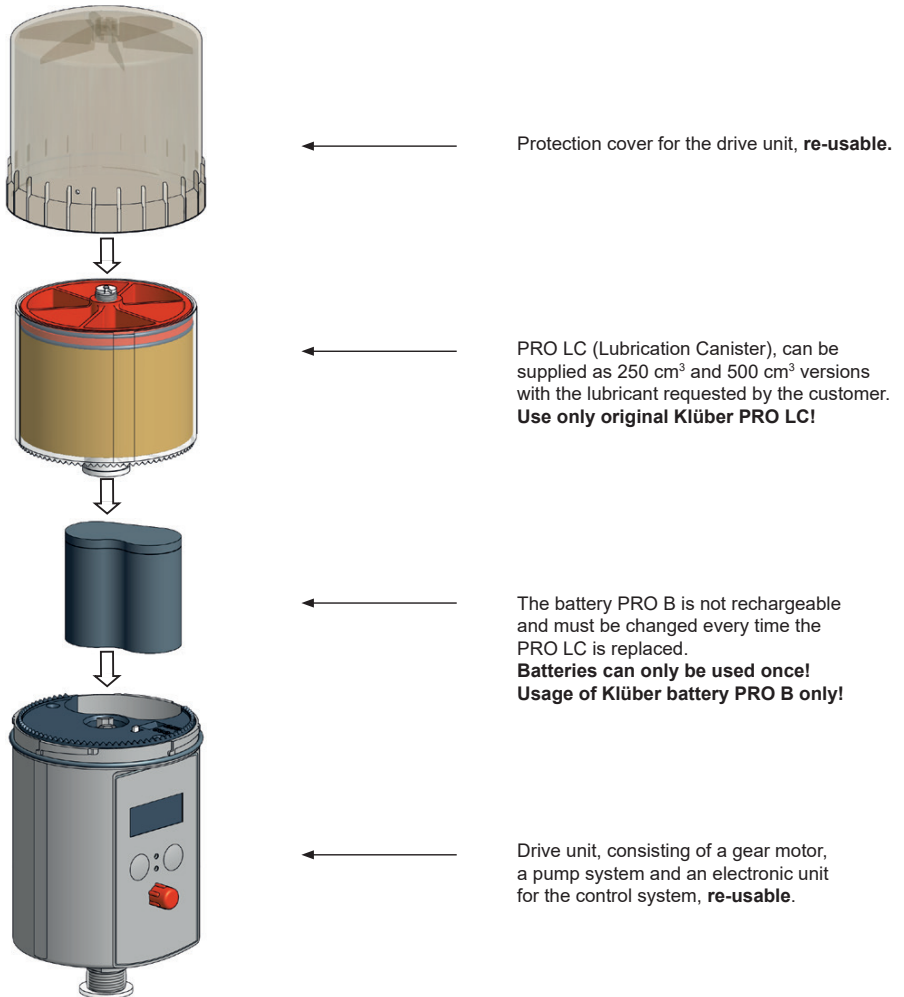 Protection cover for the drive unit, re-usable.
PRO LC (Lubrication Canister), can be
supplied as 250 cm³ and 500 cm³ versions
with the lubricant requested by the customer.
Use only original Klüber PRO LC!
The battery PRO B is not rechargeable
and must be changed every time the
PRO LC is replaced.
Batteries can only be used once!
Usage of Klüber battery PRO B only!
Drive unit, consisting of a gear motor,
a pump system and an electronic unit
for the control system, re-usable.